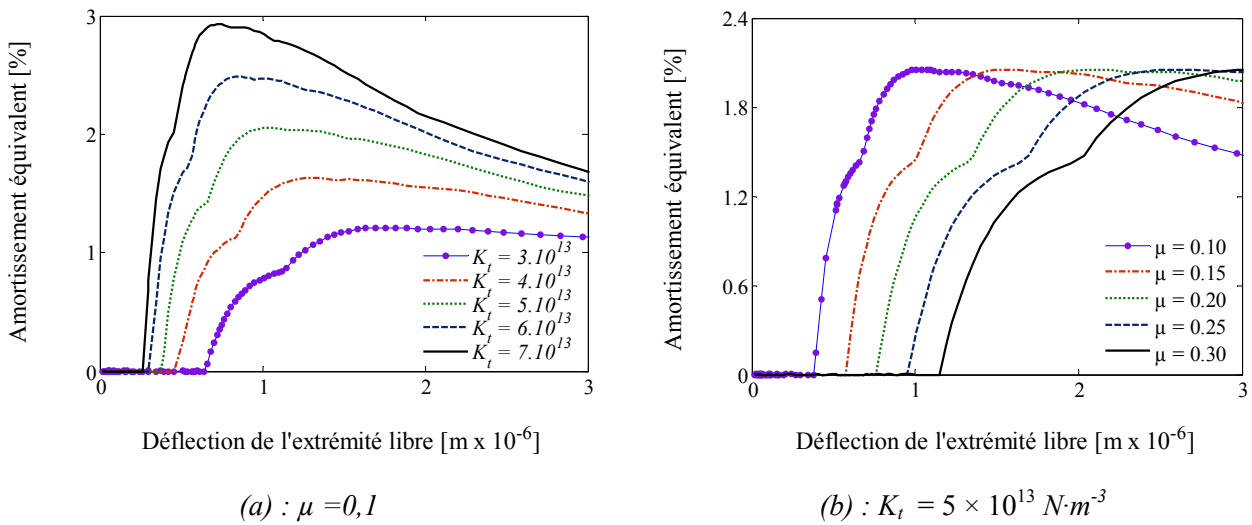 Amortissement équivalent [%]
3
2
1
0
0
1
2
3
K_t = 3.10^13
K_t = 4.10^13
K_t = 5.10^13
K_t = 6.10^13
K_t = 7.10^13
Déflection de l'extrémité libre [m x 10^-6]
(a) : μ =0,1
Amortissement équivalent [%]
2.4
1.8
1.2
0.6
0
0
1
2
3
μ = 0.10
μ = 0.15
μ = 0.20
μ = 0.25
μ = 0.30
Déflection de l'extrémité libre [m x 10^-6]
(b) : K_t = 5 × 10^13 N·m^-3